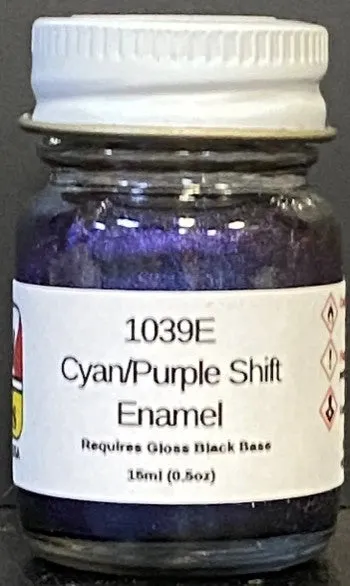 1039E
Cyan/Purple Shift
Enamel
Requires Gloss Black Base
15ml (0.5oz)